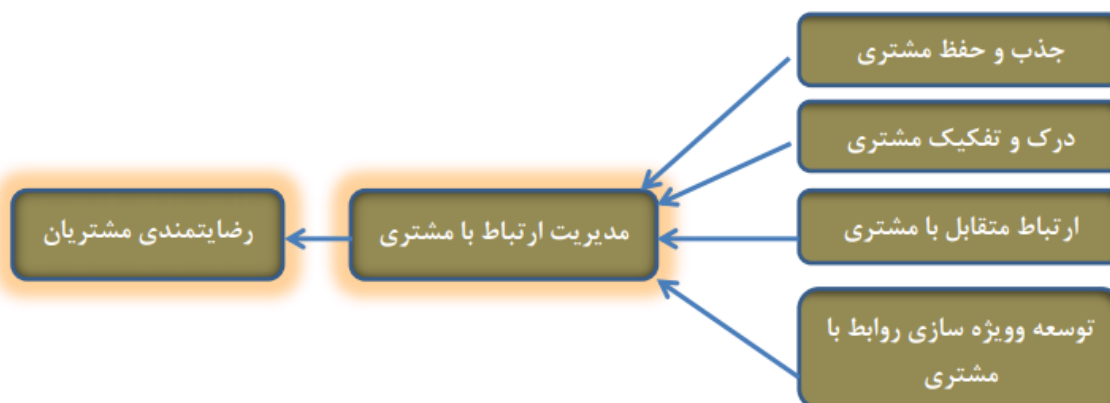 جذب و حفظ مشتری
درک و تفکیک مشتری
ارتباط متقابل با مشتری
توسعه وویژه سازی روابط با
مشتری
مدیریت ارتباط با مشتری
رضایتمندی مشتریان